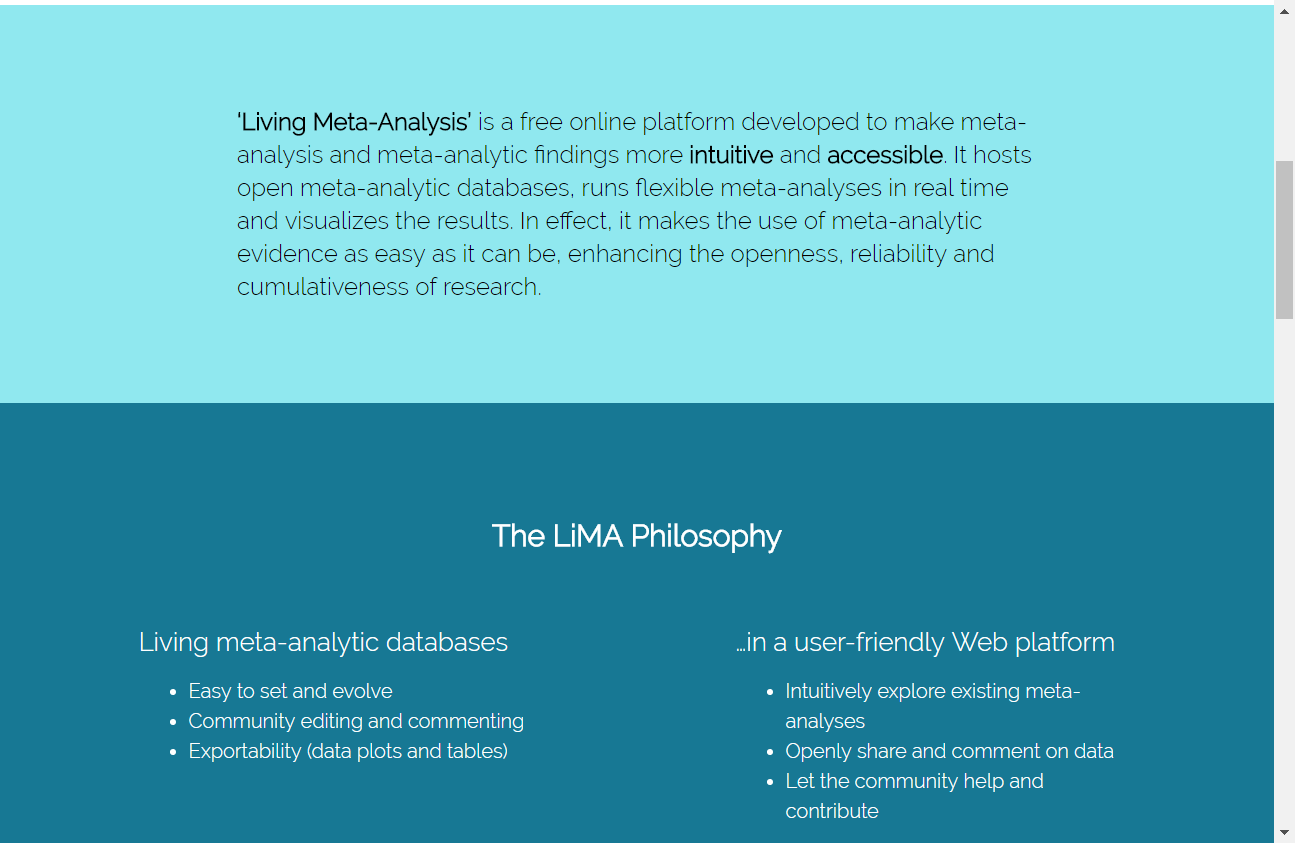 'Living Meta-Analysis' is a free online platform developed to make meta-
analysis and meta-analytic findings more intuitive and accessible. It hosts
open meta-analytic databases, runs flexible meta-analyses in real time
and visualizes the results. In effect, it makes the use of meta-analytic
evidence as easy as it can be, enhancing the openness, reliability and
cumulativeness of research.
The LiMA Philosophy
Living meta-analytic databases
• Easy to set and evolve
• Community editing and commenting
• Exportability (data plots and tables)
...in a user-friendly Web platform
• Intuitively explore existing meta-
analyses
• Openly share and comment on data
• Let the community help and
contribute